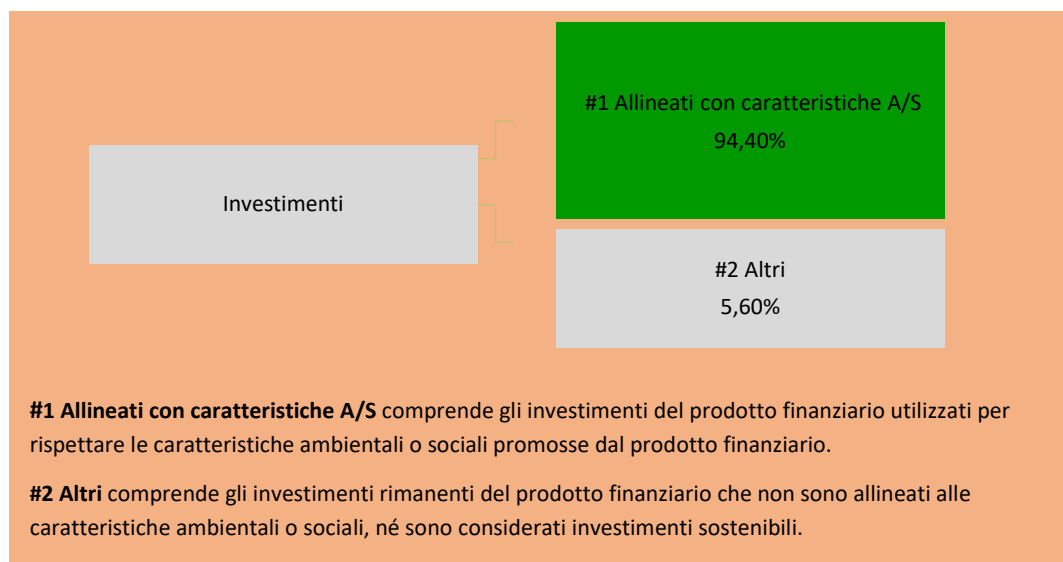 #1 Allineati con caratteristiche A/S
94,40%
Investimenti
#2 Altri
5,60%
#1 Allineati con caratteristiche A/S comprende gli investimenti del prodotto finanziario utilizzati per
rispettare le caratteristiche ambientali o sociali promosse dal prodotto finanziario.
#2 Altri comprende gli investimenti rimanenti del prodotto finanziario che non sono allineati alle
caratteristiche ambientali o sociali, né sono considerati investimenti sostenibili.